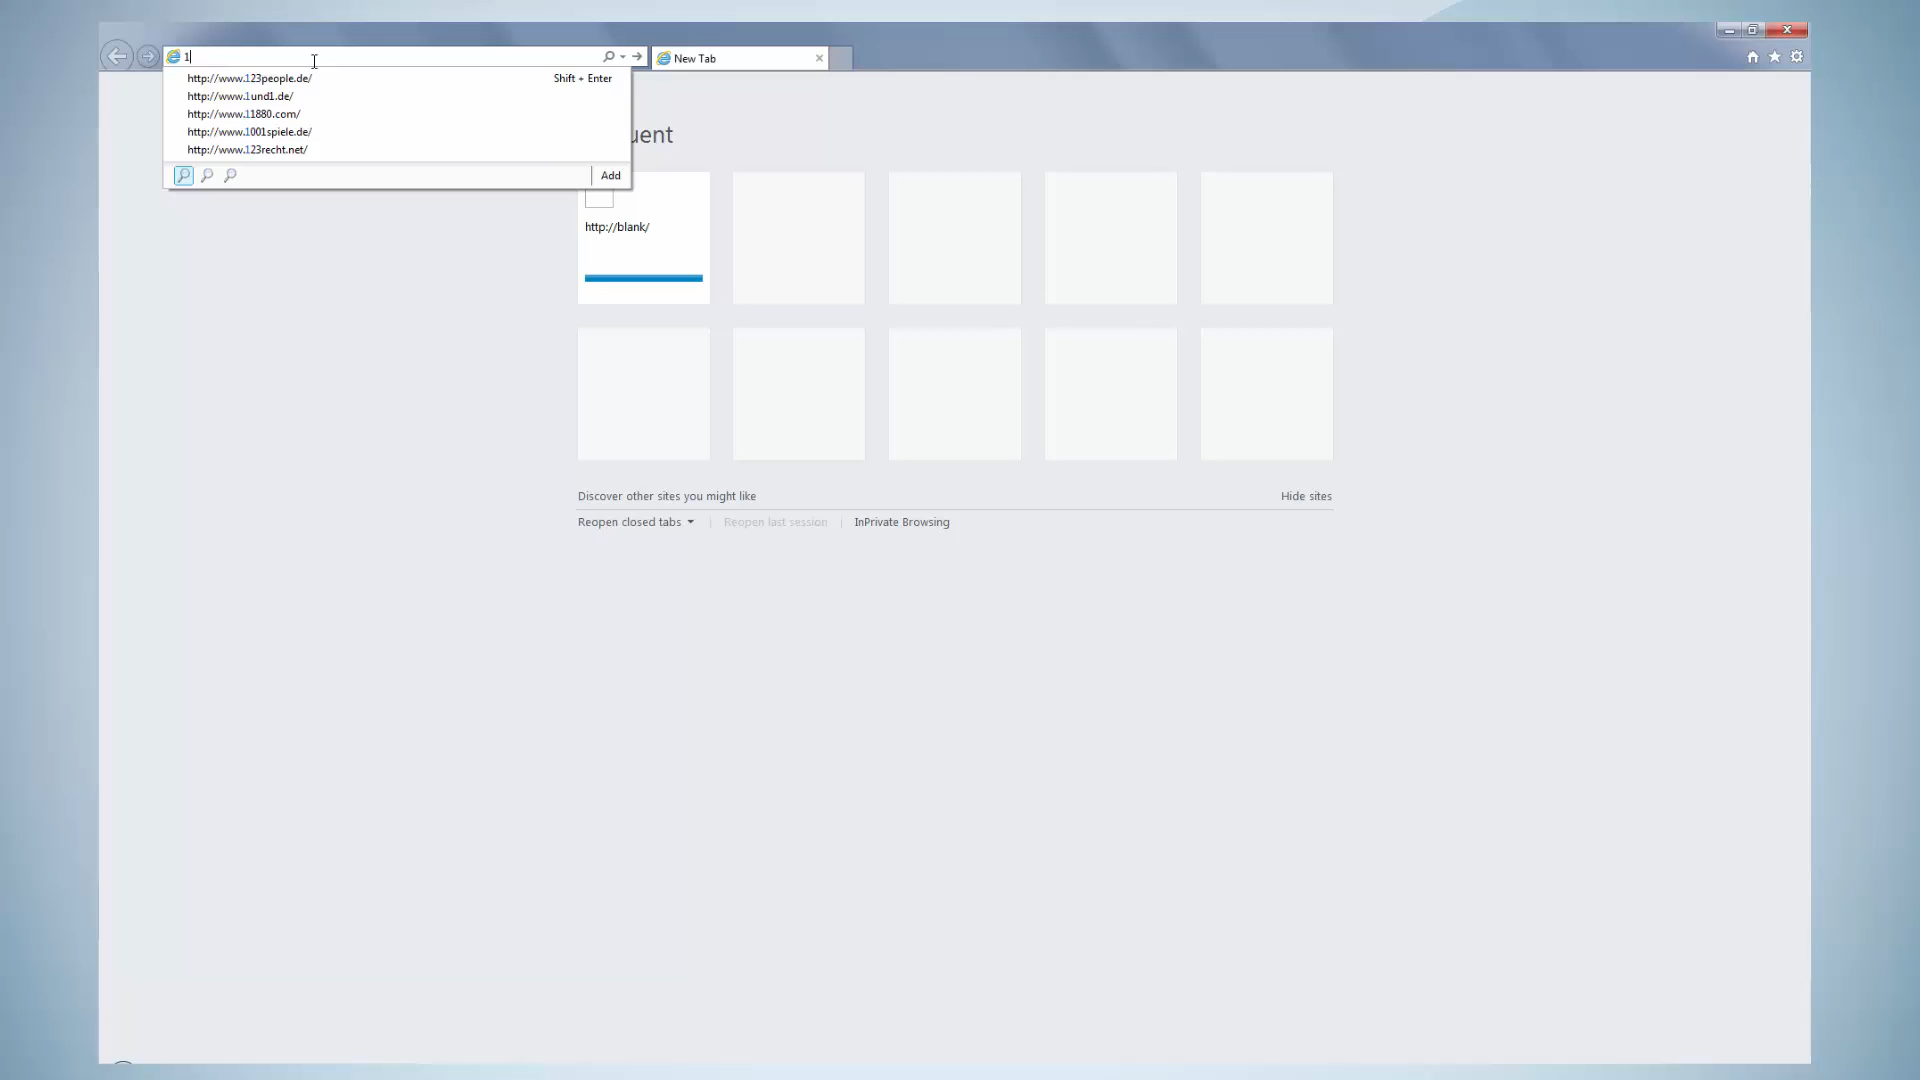 1
New Tab
http://www.123people.de/
Shift + Enter
http://www.1und1.de/
http://www.11880.com/
http://www.1001spiele.de/
http://www.123recht.net/
Add
uent
http://blank/
Discover other sites you might like
Hide sites
Reopen closed tabs
Reopen last session
InPrivate Browsing